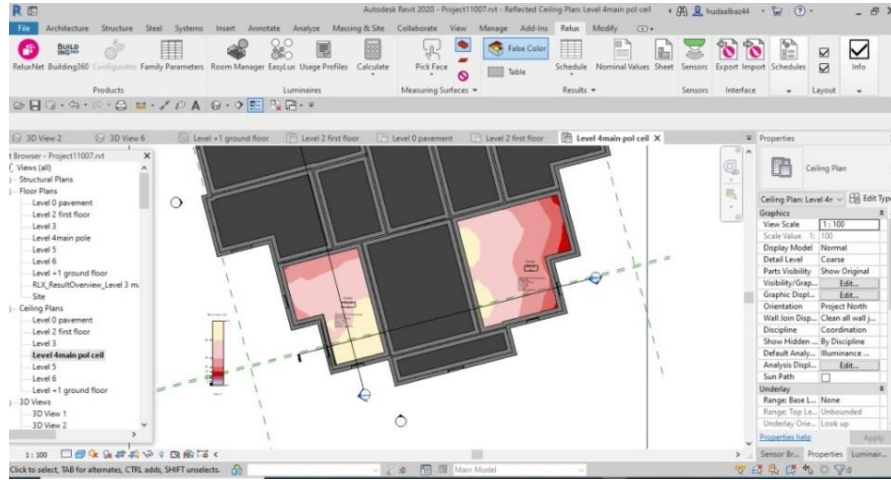 Autodesk Revit 2020 - Project11007.rvt - Reflected Ceiling Plan: Level 4main pol ceil
hudaalbaz44
File Architecture Structure Steel Systems Insert Annotate Analyze Massing & Site Collaborate View Manage Add-Ins Relux Modify
ReluxNet Building360 Configurator Family Parameters Room Manager EasyLux Usage Profiles Calculate Pick Face False Color Table Schedule Nominal Values Sheet Sensors Export Import Schedules Info
Products Luminaires Measuring Surfaces Results Sensors Interface Layout
3D View 2 3D View 6 Level +1 ground floor Level 2 first floor Level 0 pavement Level 2 first floor Level 4main pol ceil X
t Browser - Project11007.rvt X
Views (all)
Structural Plans
Floor Plans
Level 0 pavement
Level 2 first floor
Level 3
Level 4main pole
Level 5
Level 6
Level +1 ground floor
RLX_ResultOverview_Level 3 m
Site
Ceiling Plans
Level 0 pavement
Level 2 first floor
Level 3
Level 4main pol ceil
Level 5
Level 6
Level +1 ground floor
3D Views
3D View 1
3D View 2
Properties
Ceiling Plan
Ceiling Plan: Level 4r Edit Type
Graphics
View Scale 1 : 100
Scale Value 1: 100
Display Model Normal
Detail Level Coarse
Parts Visibility Show Original
Visibility/Grap... Edit...
Graphic Displ... Edit...
Orientation Project North
Wall Join Disp... Clean all wall j...
Discipline Coordination
Show Hidden ... By Discipline
Default Analy... Illuminance ...
Analysis Displ... Edit...
Sun Path
Underlay
Range: Base L... None
Range: Top Le... Unbounded
Underlay Orie... Look up
Properties help Apply
Sensor Br... Properties Luminair...
1 : 100
Click to select, TAB for alternates, CTRL adds, SHIFT unselects. :0 Main Model :0